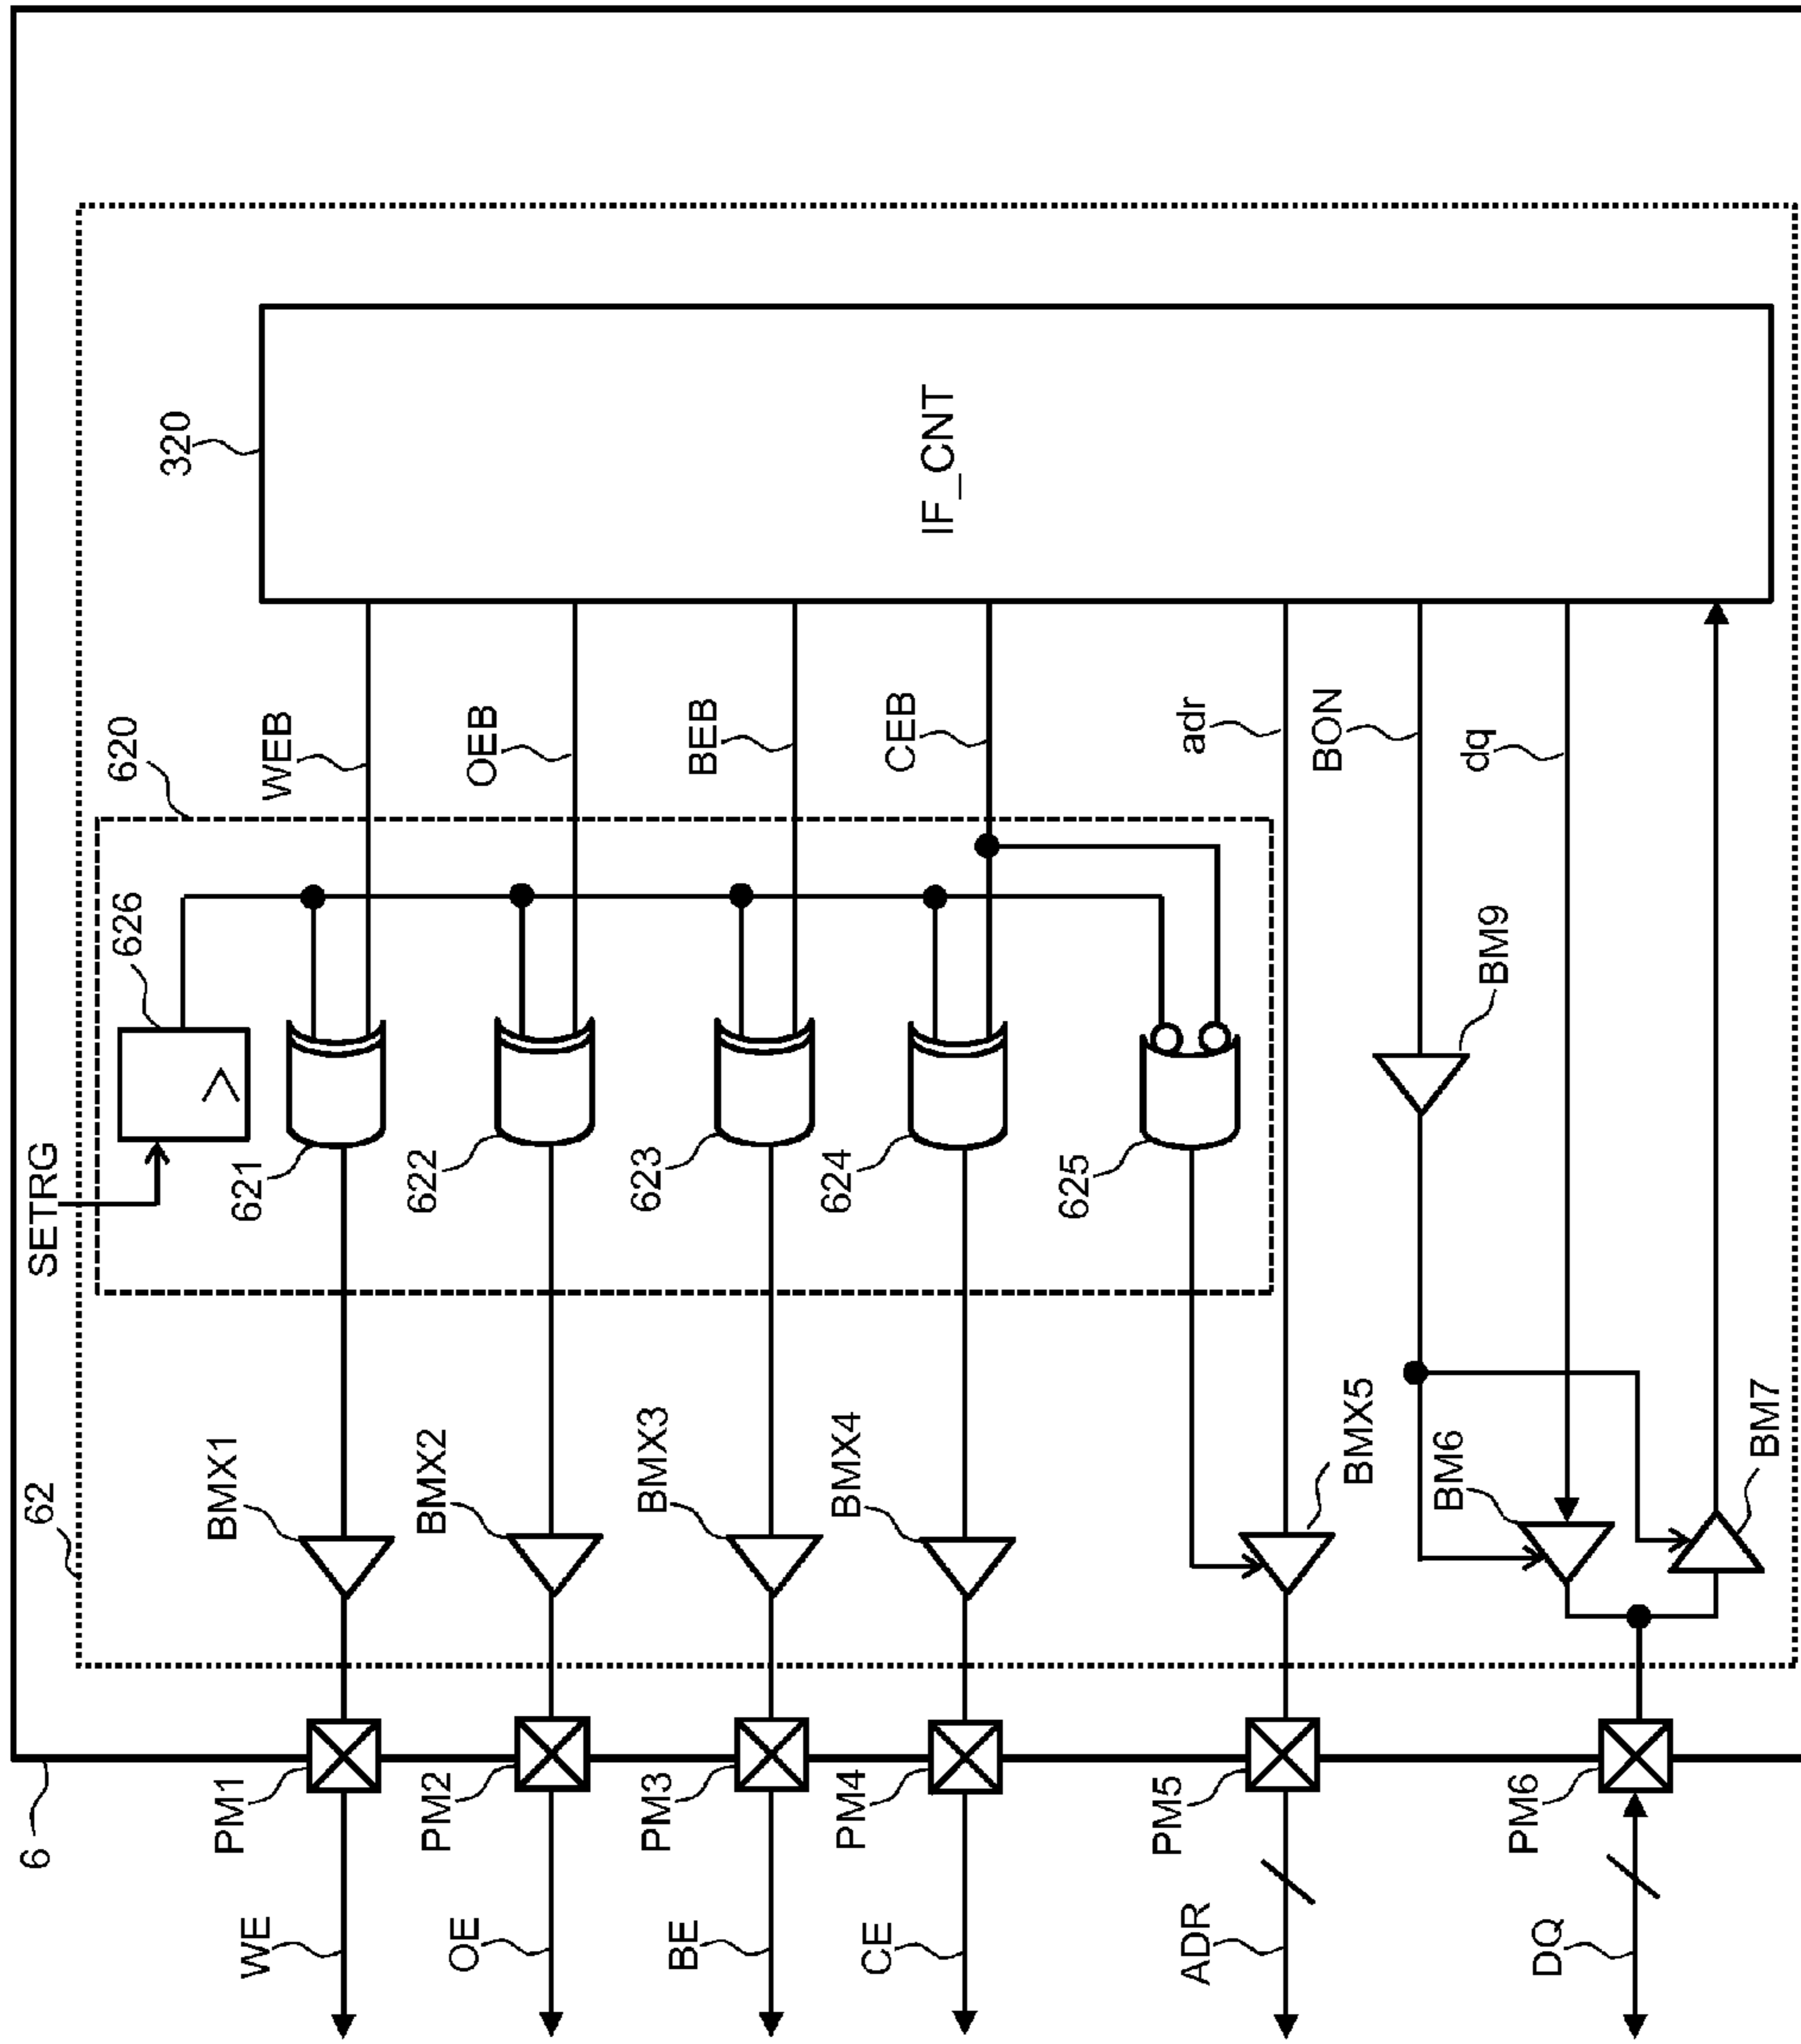 6
62
SETRG
626
620
320
WE
PM1
BMX1
621
WEB
OE
PM2
BMX2
622
OEB
BE
PM3
BMX3
623
BEB
CE
PM4
BMX4
624
CEB
IF_CNT
ADR
PM5
625
adr
BMX5
BON
DQ
PM6
BM6
BM9
dq
BM7